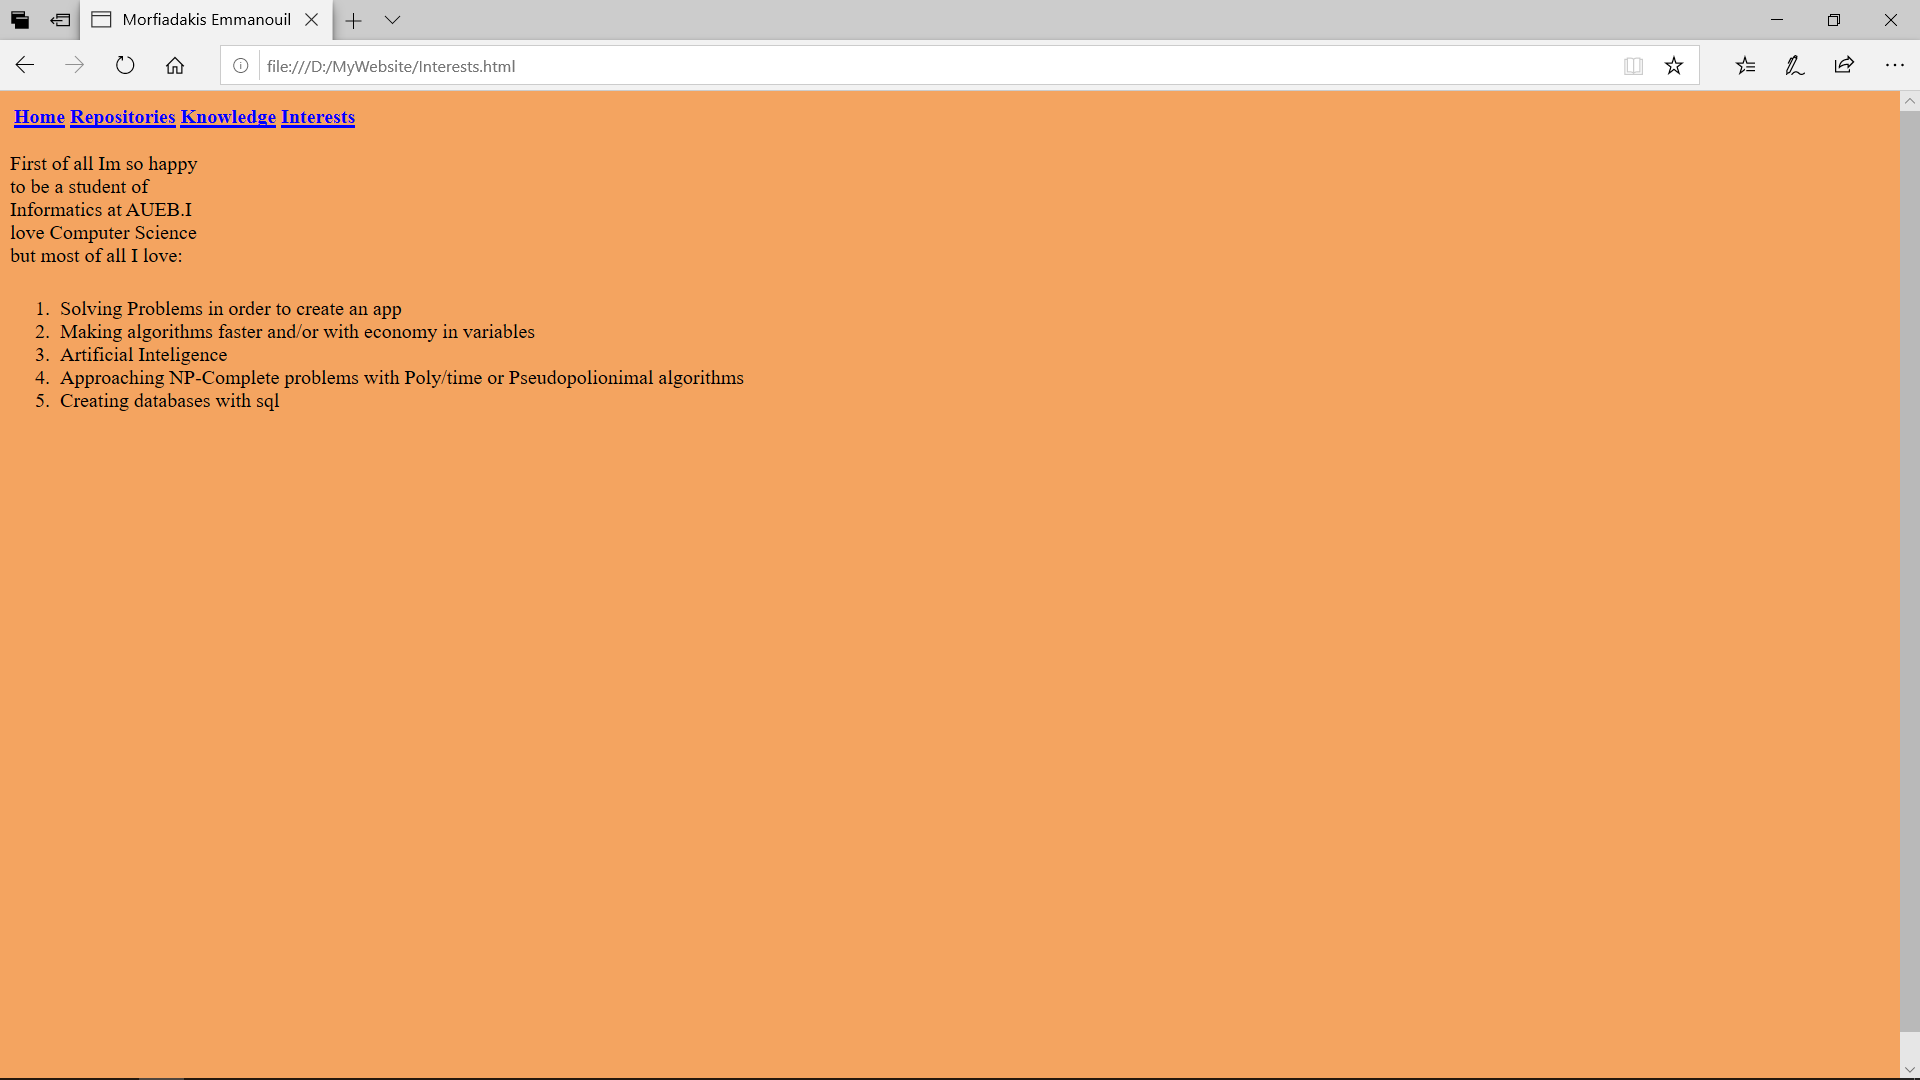 Morfiadakis Emmanouil
file:///D:/MyWebsite/Interests.html
Home Repositories Knowledge Interests
First of all Im so happy
to be a student of
Informatics at AUEB.I
love Computer Science
but most of all I love:
1. Solving Problems in order to create an app
2. Making algorithms faster and/or with economy in variables
3. Artificial Inteligence
4. Approaching NP-Complete problems with Poly/time or Pseudopolionimal algorithms
5. Creating databases with sql